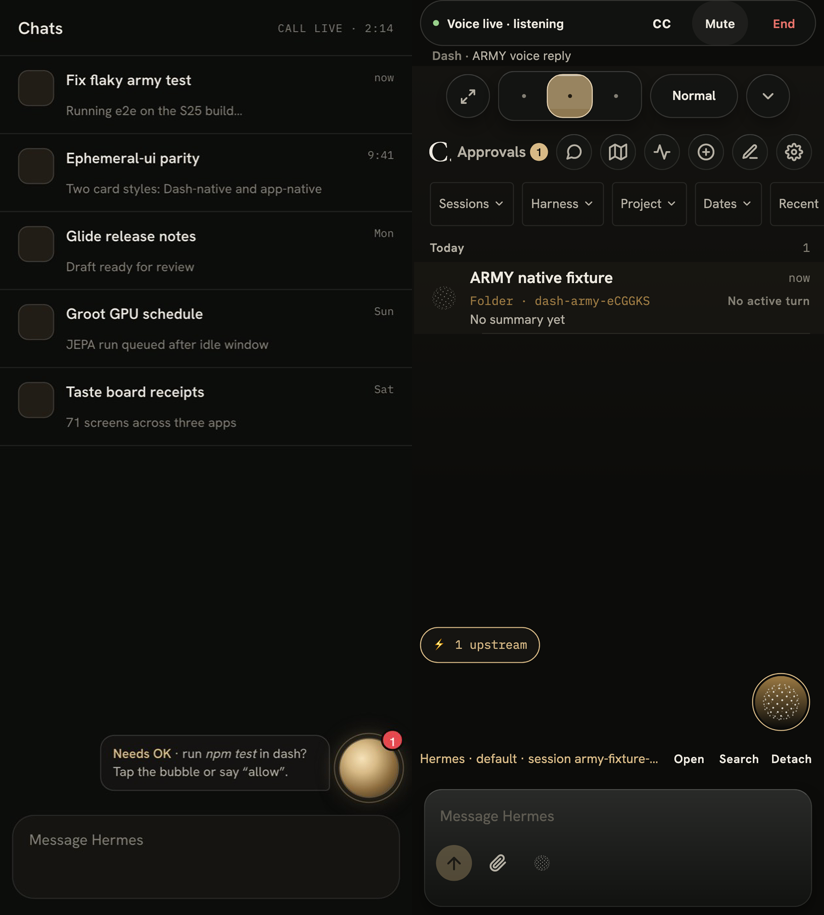 Chats
CALL LIVE · 2:14
Fix flaky army test
now
Running e2e on the S25 build…
Ephemeral-ui parity
9:41
Two card styles: Dash-native and app-native
Glide release notes
Mon
Draft ready for review
Groot GPU schedule
Sun
JEPA run queued after idle window
Taste board receipts
Sat
71 screens across three apps
1
Needs OK · run npm test in dash?
Tap the bubble or say “allow”.
Message Hermes
Voice live · listening
CC
Mute
End
Dash · ARMY voice reply
Normal
C
Approvals 1
Sessions
Harness
Project
Dates
Recent
Today
1
ARMY native fixture
now
Folder · dash-army-eCGGKS
No active turn
No summary yet
⚡ 1 upstream
Hermes · default · session army-fixture-…
Open
Search
Detach
Message Hermes